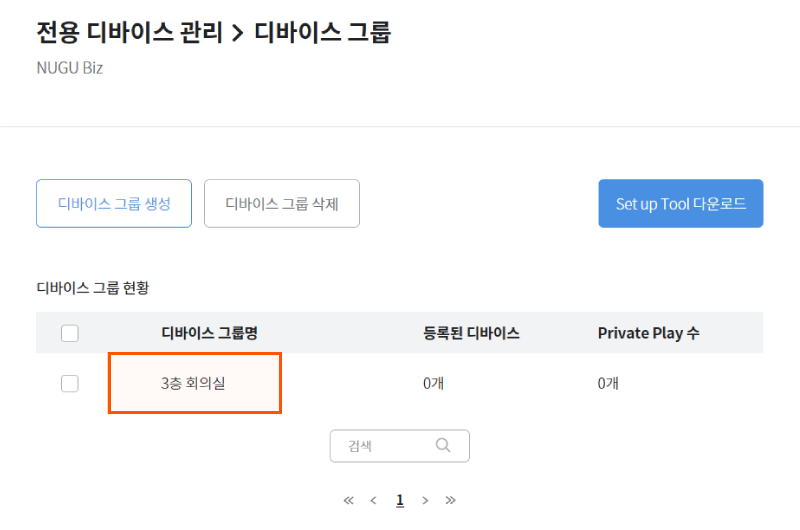 전용 디바이스 관리 > 디바이스 그룹
NUGU Biz
디바이스 그룹 생성 디바이스 그룹 삭제 Set up Tool 다운로드
디바이스 그룹 현황
디바이스 그룹명 등록된 디바이스 Private Play 수
3층 회의실 0개 0개
검색
« < 1 > »